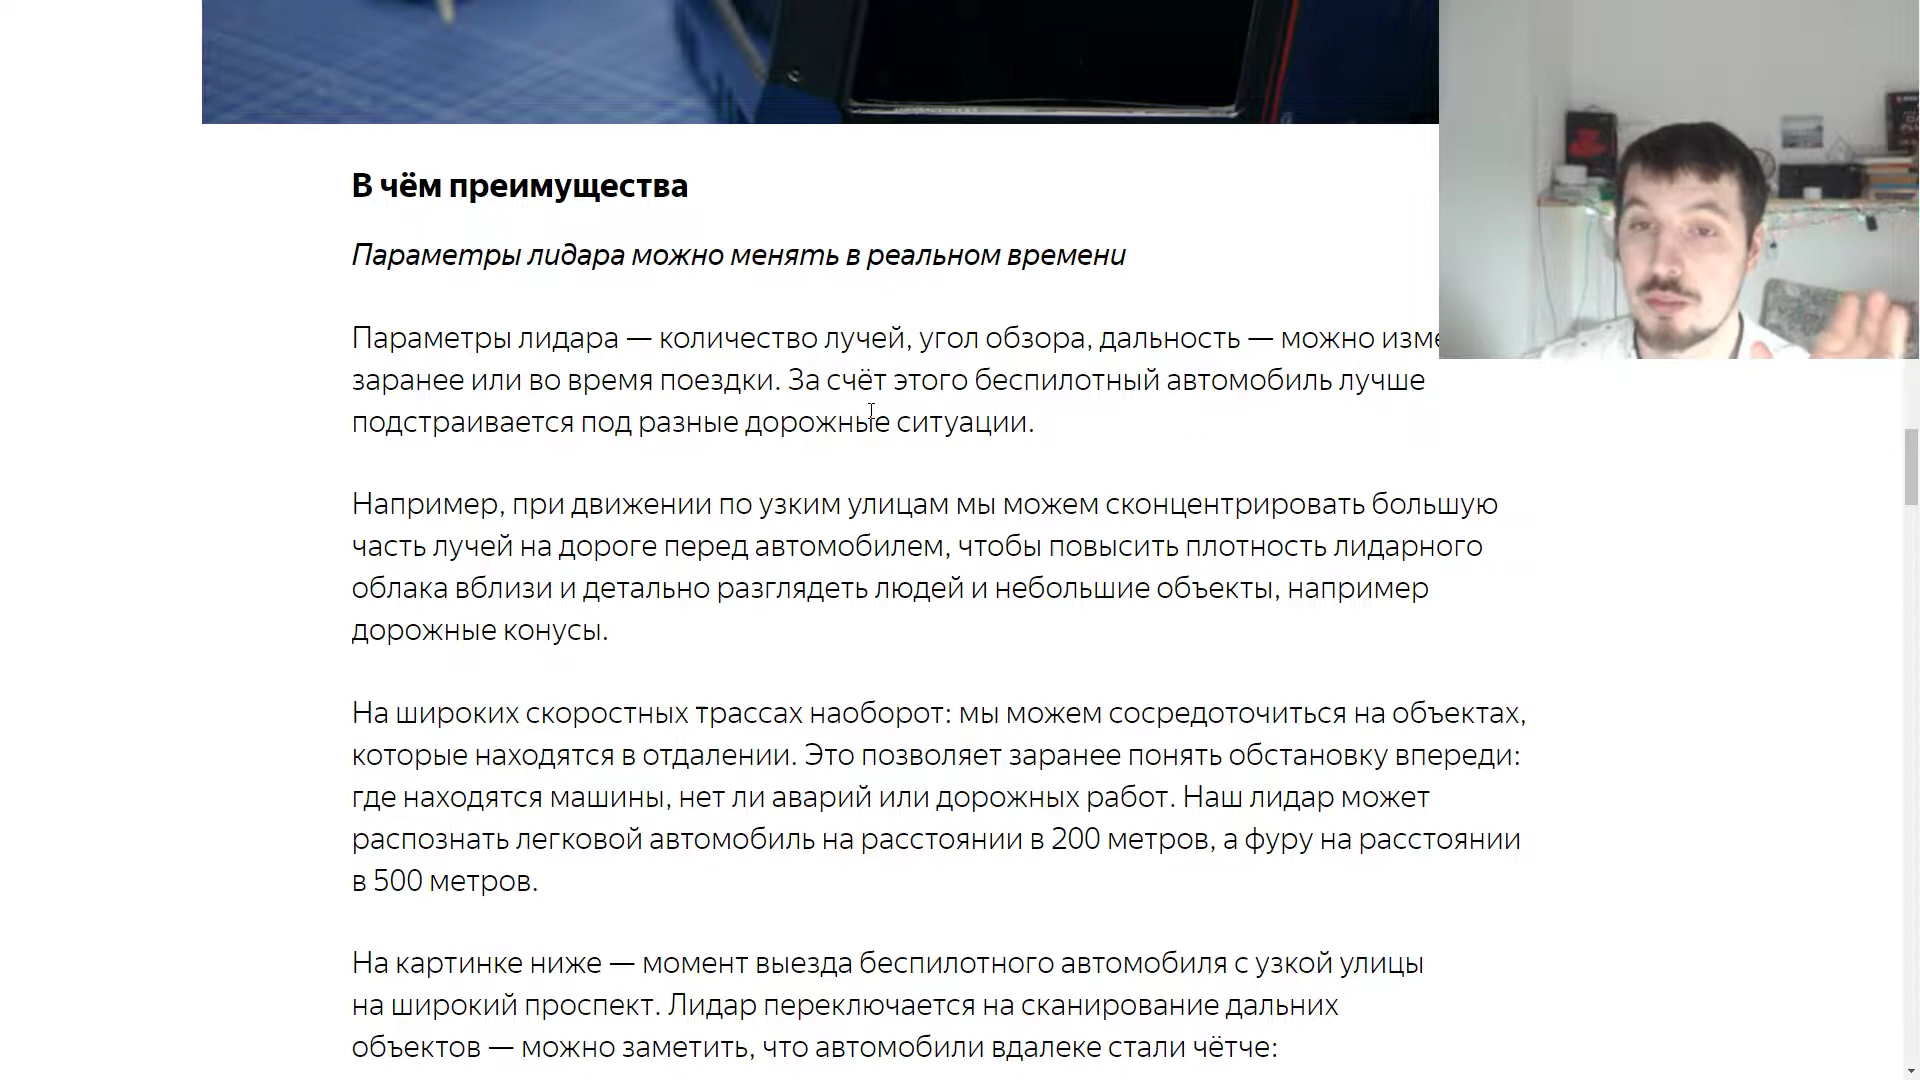 В чём преимущества
Параметры лидара можно менять в реальном времени
Параметры лидара — количество лучей, угол обзора, дальность — можно
заранее или во время поездки. За счёт этого беспилотный автомобиль лучше
подстраивается под разные дорожные ситуации.
Например, при движении по узким улицам мы можем сконцентрировать большую
часть лучей на дороге перед автомобилем, чтобы повысить плотность лидарного
облака вблизи и детально разглядеть людей и небольшие объекты, например
дорожные конусы.
На широких скоростных трассах наоборот: мы можем сосредоточиться на объектах,
которые находятся в отдалении. Это позволяет заранее понять обстановку впереди:
где находятся машины, нет ли аварий или дорожных работ. Наш лидар может
распознать легковой автомобиль на расстоянии в 200 метров, а фуру на расстоянии
в 500 метров.
На картинке ниже — момент выезда беспилотного автомобиля с узкой улицы
на широкий проспект. Лидар переключается на сканирование дальних
объектов — можно заметить, что автомобили вдалеке стали чётче: